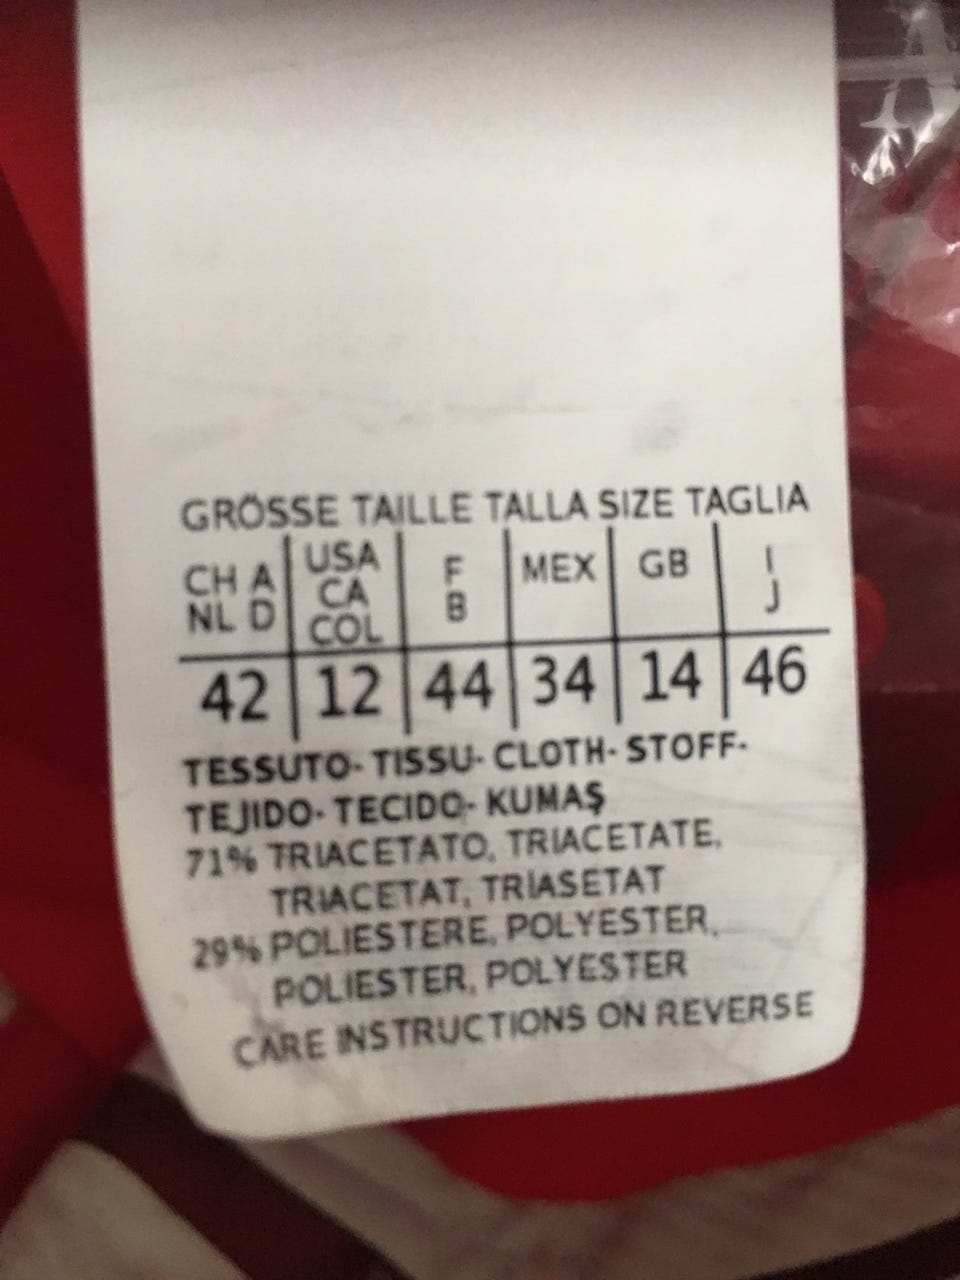 GRÖSSE TAILLE TALLA SIZE TAGLIA
CH A
NL D
USA
CA
COL
F
B
MEX
GB
I
J
42 12 44 34 14 46
TESSUTO- TISSU- CLOTH- STOFF-
TEJIDO- TECIDO- KUMAŞ
71% TRIACETATO, TRIACETATE,
TRIACETAT, TRIASETAT
29% POLIESTERE, POLYESTER,
POLIESTER, POLYESTER
CARE INSTRUCTIONS ON REVERSE